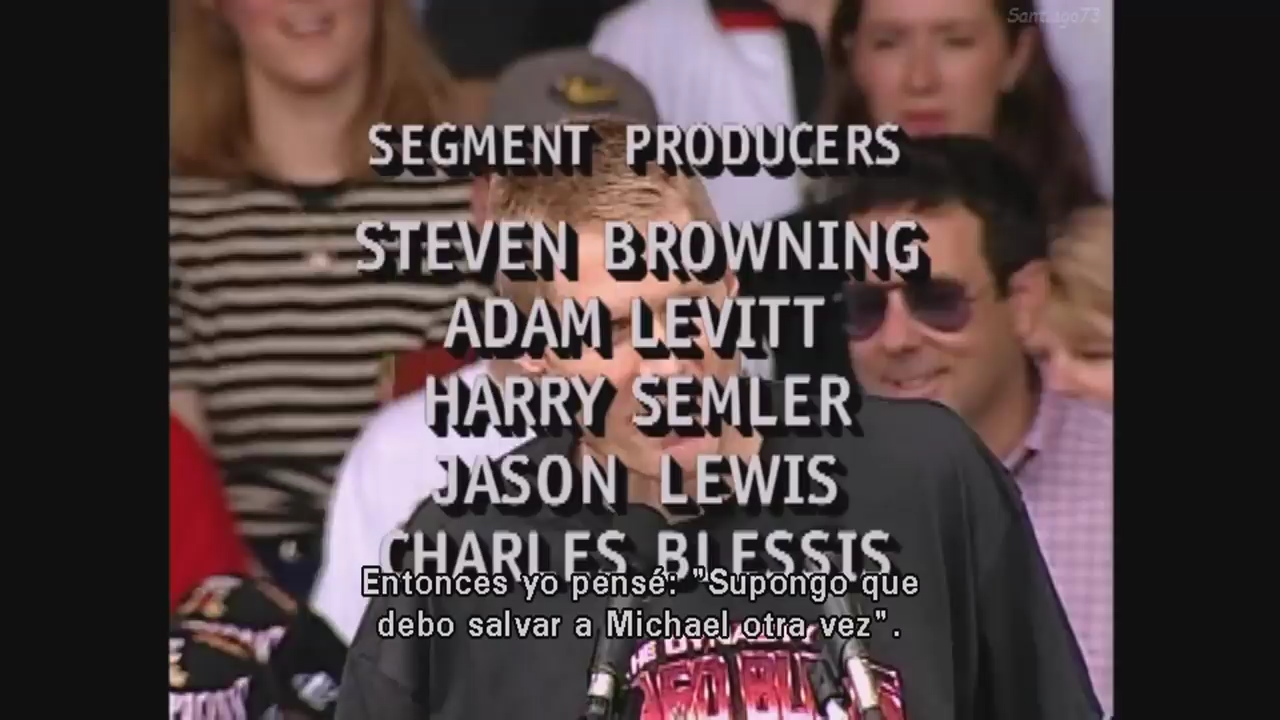 Santiago73
SEGMENT PRODUCERS
STEVEN BROWNING
ADAM LEVITT
HARRY SEMLER
JASON LEWIS
CHARLES BLESSIS
Entonces yo pensé: "Supongo que
debo salvar a Michael otra vez".